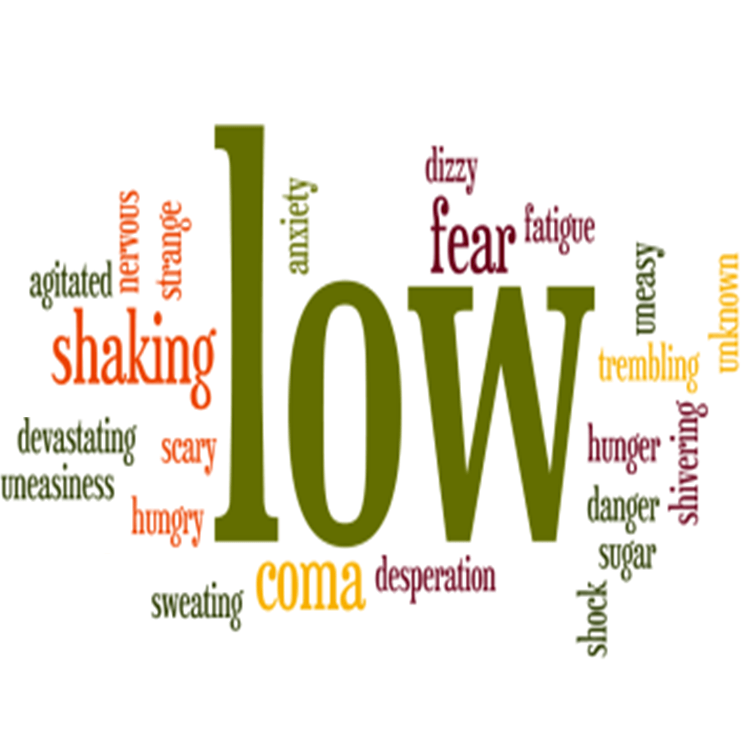 low
dizzy
anxiety
fear
fatigue
nervous
strange
agitated
uneasy
unknown
shaking
trembling
devastating
scary
hunger
shivering
uneasiness
hungry
danger
sugar
coma
desperation
sweating
shock